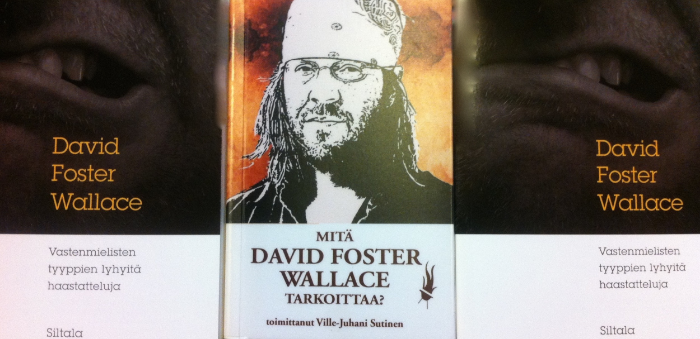 David
Foster
Wallace
Vastenmielisten
tyyppien lyhyitä
haastatteluja
Siltala
MITÄ
DAVID FOSTER
WALLACE
TARKOITTAA?
toimittanut Ville-Juhani Sutinen
David
Foster
Wallace
Vastenmielisten
tyyppien lyhyitä
haastatteluja
Siltala